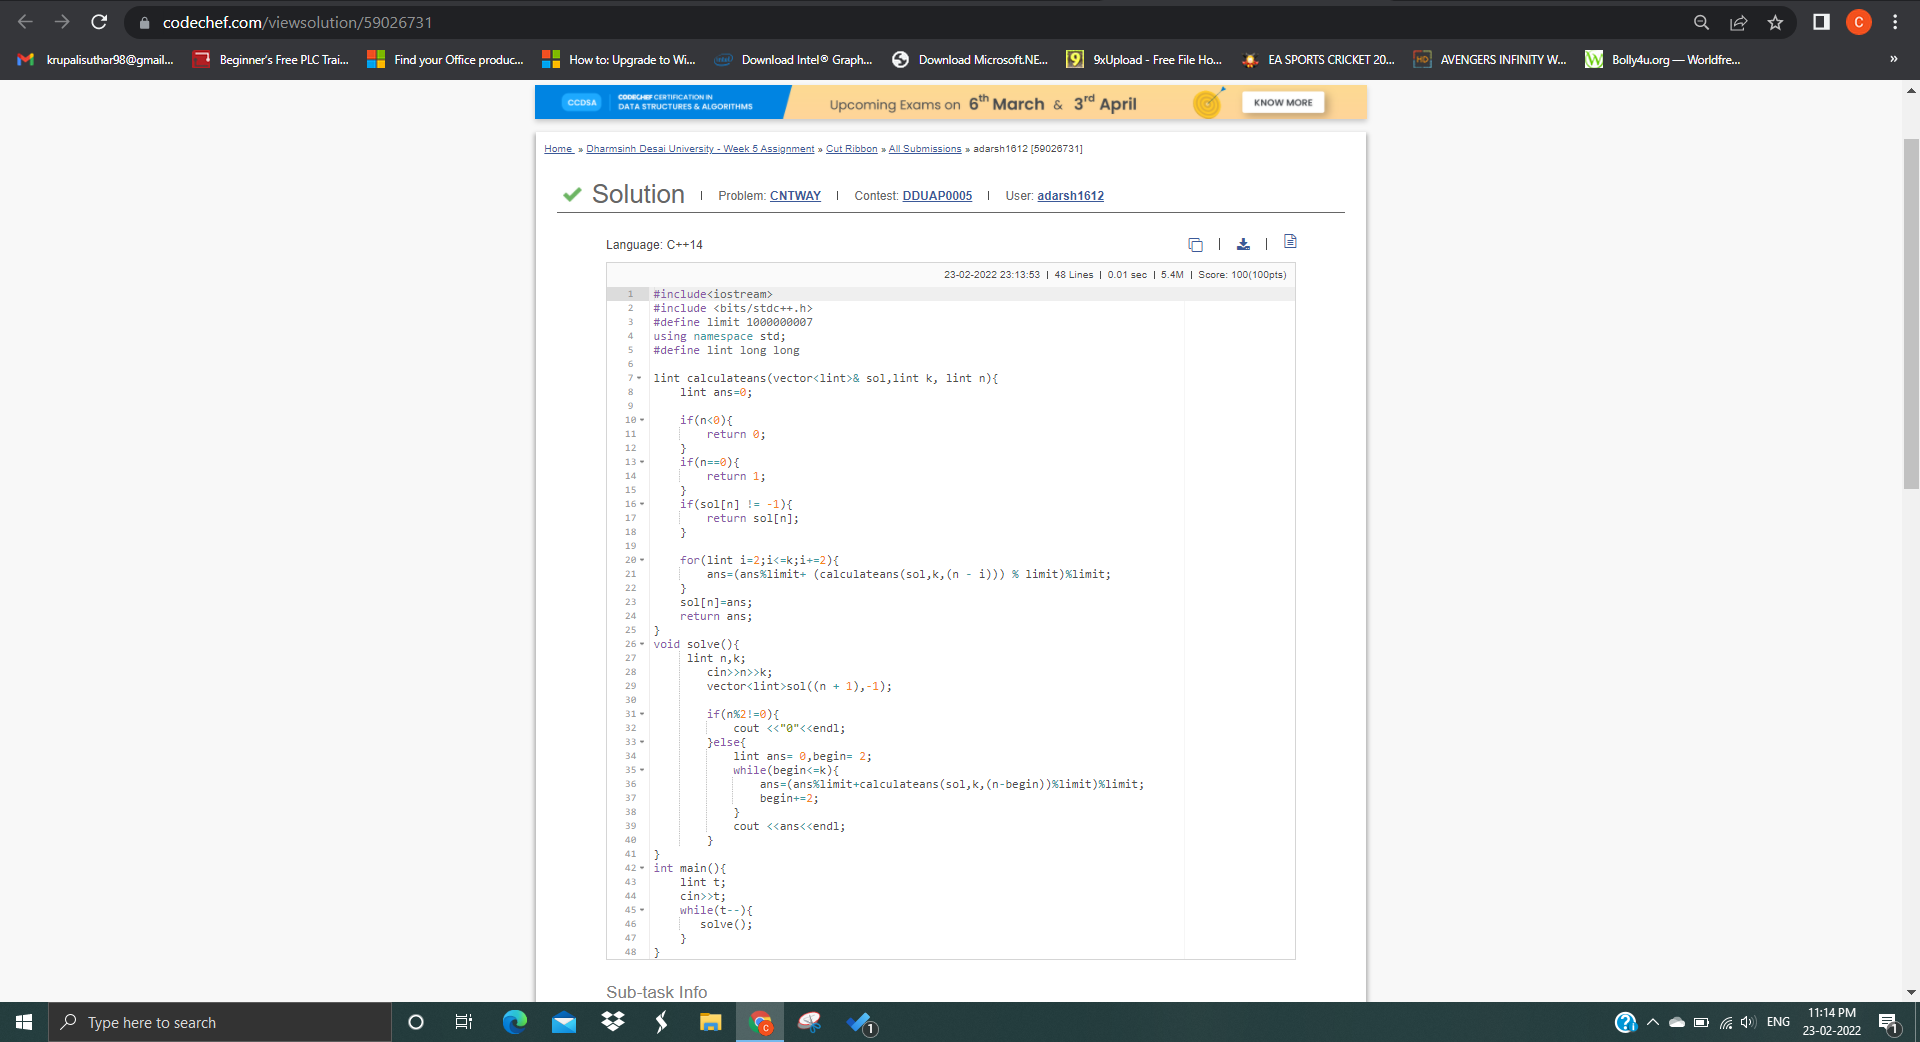 codechef.com/viewsolution/59026731
C
krupalisuthar98@gmail... Beginner's Free PLC Trai... Find your Office produc... How to: Upgrade to Wi... intel Download Intel® Graph... Download Microsoft.NE... 9 9xUpload - Free File Ho... EA SPORTS CRICKET 20... HD AVENGERS INFINITY W... W Bolly4u.org — Worldfre... »
CCDSA CODECHEF CERTIFICATION IN
DATA STRUCTURES & ALGORITHMS
Upcoming Exams on 6th March & 3rd April KNOW MORE
Home » Dharmsinh Desai University - Week 5 Assignment » Cut Ribbon » All Submissions » adarsh1612 [59026731]
Solution | Problem: CNTWAY | Contest: DDUAP0005 | User: adarsh1612
Language: C++14
23-02-2022 23:13:53 | 48 Lines | 0.01 sec | 5.4M | Score: 100(100pts)
1 #include<iostream>
2 #include <bits/stdc++.h>
3 #define limit 1000000007
4 using namespace std;
5 #define lint long long
6
7 lint calculateans(vector<lint>& sol,lint k, lint n){
8 lint ans=0;
9
10 if(n<0){
11 return 0;
12 }
13 if(n==0){
14 return 1;
15 }
16 if(sol[n] != -1){
17 return sol[n];
18 }
19
20 for(lint i=2;i<=k;i+=2){
21 ans=(ans%limit+ (calculateans(sol,k,(n - i))) % limit)%limit;
22 }
23 sol[n]=ans;
24 return ans;
25 }
26 void solve(){
27 lint n,k;
28 cin>>n>>k;
29 vector<lint>sol((n + 1),-1);
30
31 if(n%2!=0){
32 cout <<"0"<<endl;
33 }else{
34 lint ans= 0,begin= 2;
35 while(begin<=k){
36 ans=(ans%limit+calculateans(sol,k,(n-begin))%limit)%limit;
37 begin+=2;
38 }
39 cout <<ans<<endl;
40 }
41 }
42 int main(){
43 lint t;
44 cin>>t;
45 while(t--){
46 solve();
47 }
48 }
Sub-task Info
Type here to search
C
1
ENG
11:14 PM
23-02-2022
1